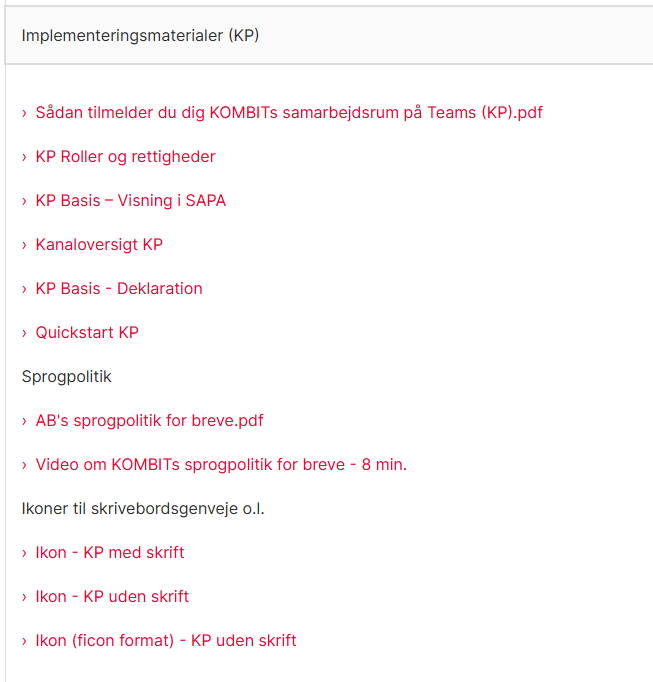 Implementeringsmaterialer (KP)
› Sådan tilmelder du dig KOMBITs samarbejdsrum på Teams (KP).pdf
› KP Roller og rettigheder
› KP Basis – Visning i SAPA
› Kanaloversigt KP
› KP Basis - Deklaration
› Quickstart KP
Sprogpolitik
› AB's sprogpolitik for breve.pdf
› Video om KOMBITs sprogpolitik for breve - 8 min.
Ikoner til skrivebordsgenveje o.l.
› Ikon - KP med skrift
› Ikon - KP uden skrift
› Ikon (ficon format) - KP uden skrift